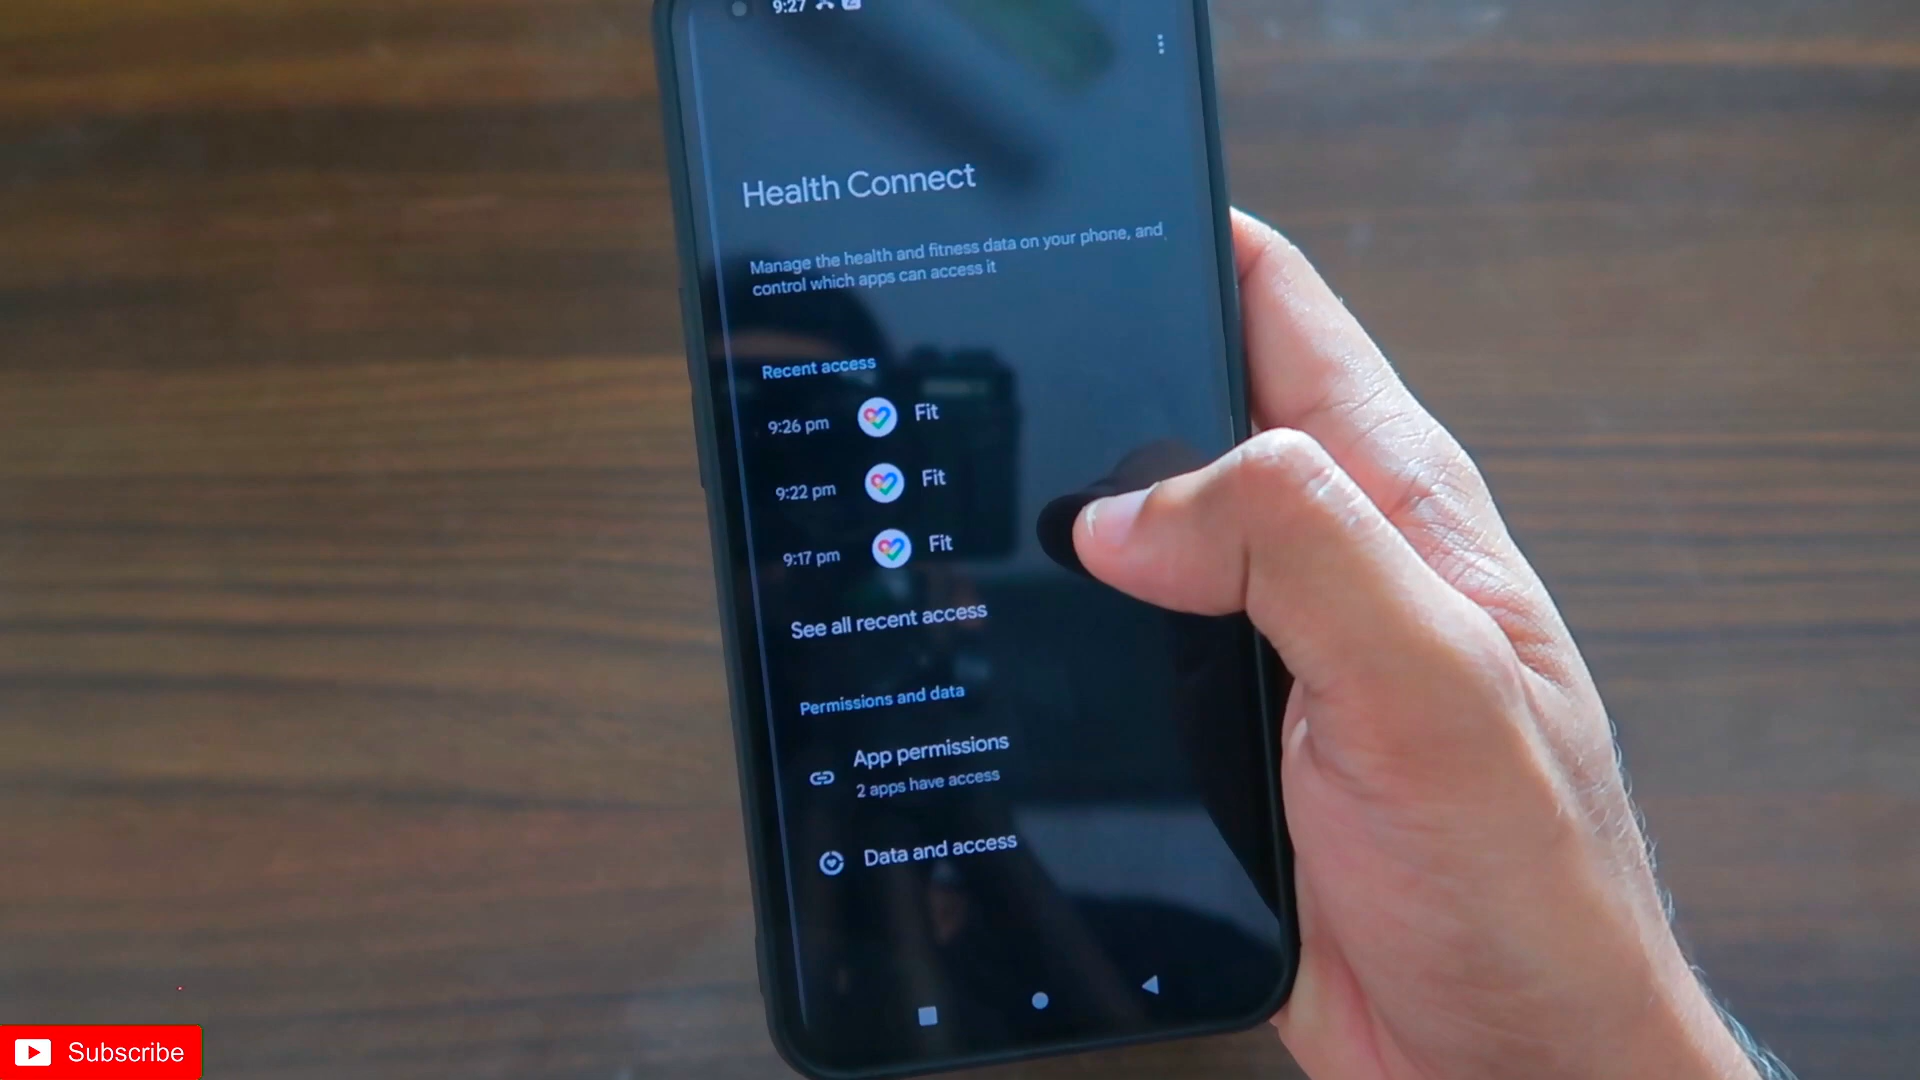 9:27
Health Connect
Manage the health and fitness data on your phone, and
control which apps can access it
Recent access
9:26 pm Fit
9:22 pm Fit
9:17 pm Fit
See all recent access
Permissions and data
App permissions
2 apps have access
Data and access
Subscribe